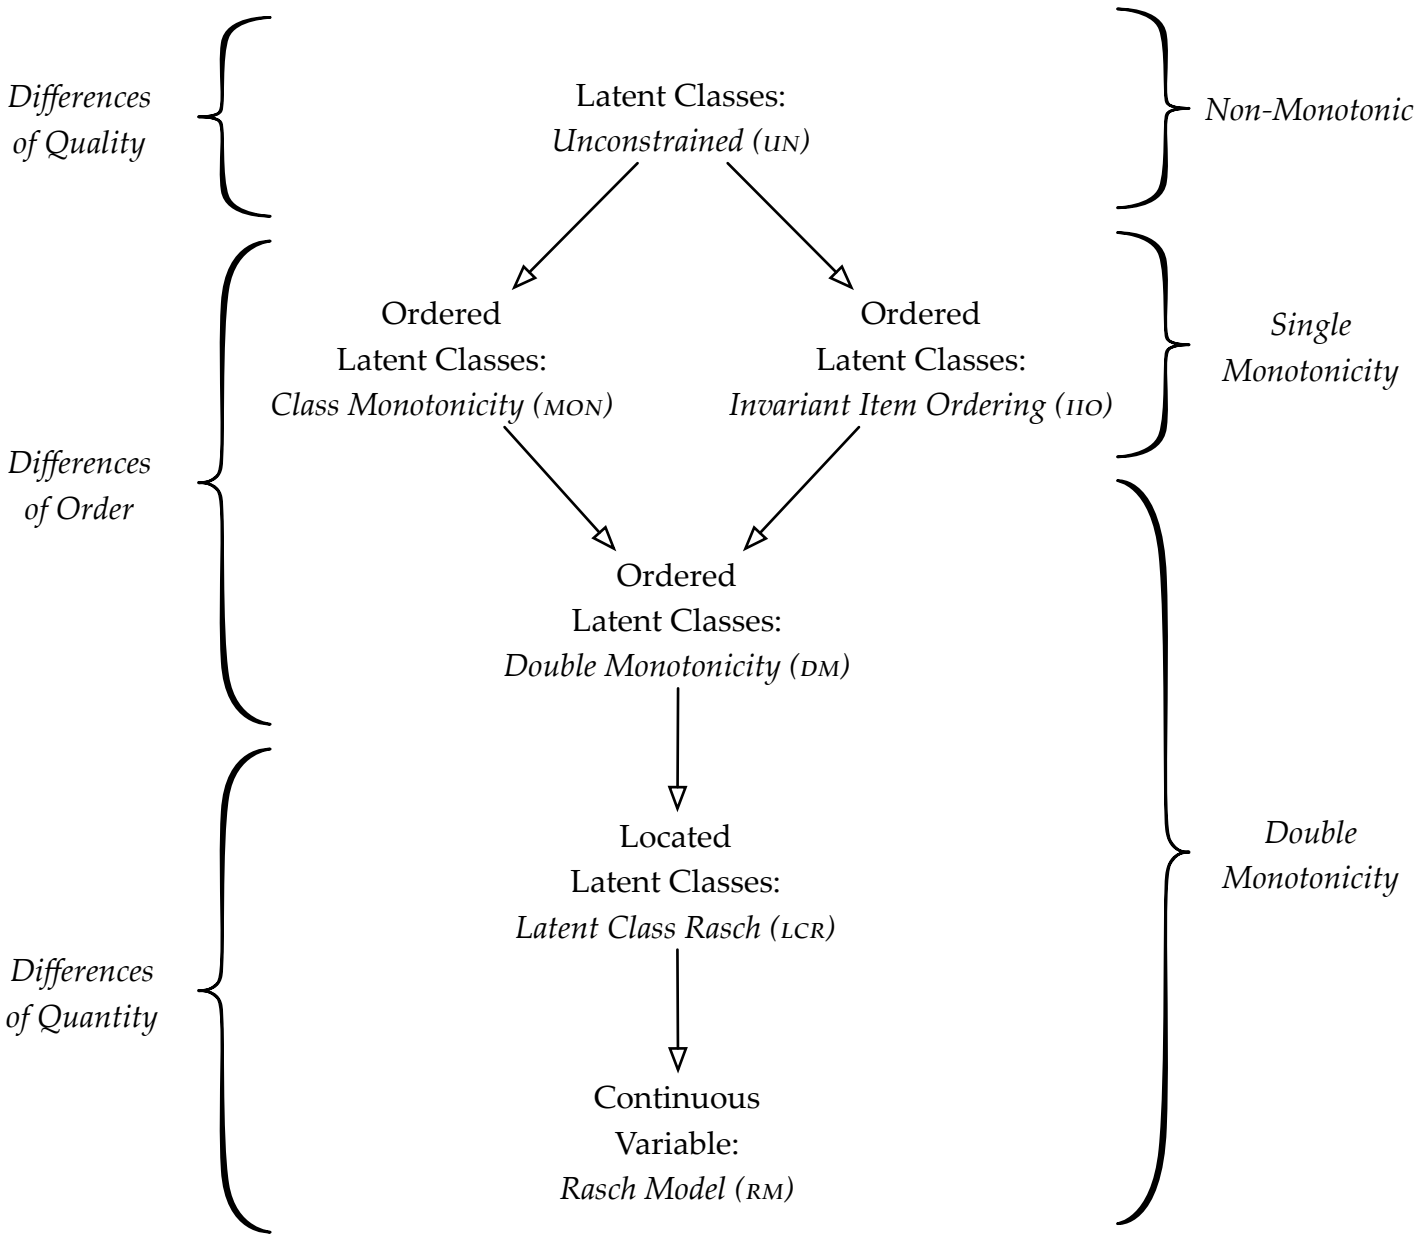 Differences
of Quality
Latent Classes:
Unconstrained (UN)
Non-Monotonic
Ordered
Latent Classes:
Class Monotonicity (MON)
Ordered
Latent Classes:
Invariant Item Ordering (IIO)
Single
Monotonicity
Differences
of Order
Ordered
Latent Classes:
Double Monotonicity (DM)
Located
Latent Classes:
Latent Class Rasch (LCR)
Double
Monotonicity
Differences
of Quantity
Continuous
Variable:
Rasch Model (RM)